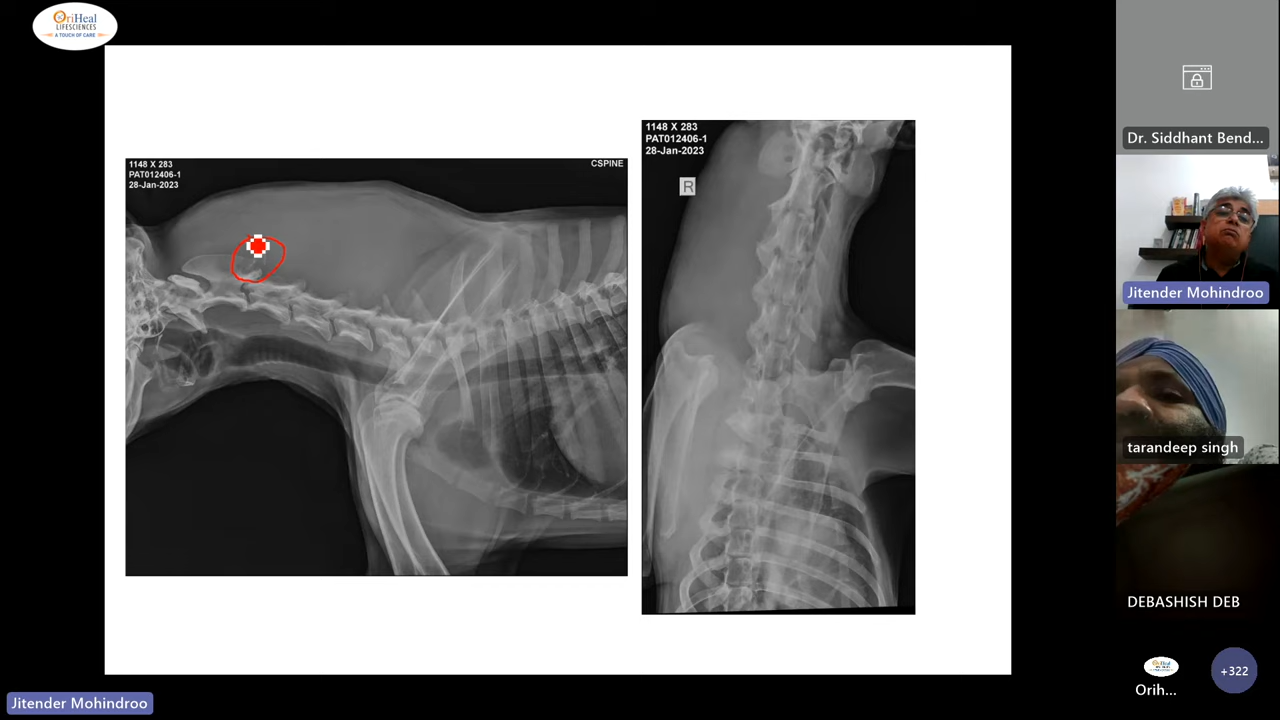 OriHeal
LIFESCIENCES
A TOUCH OF CARE
1148 X 283
PAT012406-1
28-Jan-2023
CSPINE
1148 X 283
PAT012406-1
28-Jan-2023
R
Dr. Siddhant Bend...
Jitender Mohindroo
tarandeep singh
DEBASHISH DEB
Orih...
+322
Jitender Mohindroo